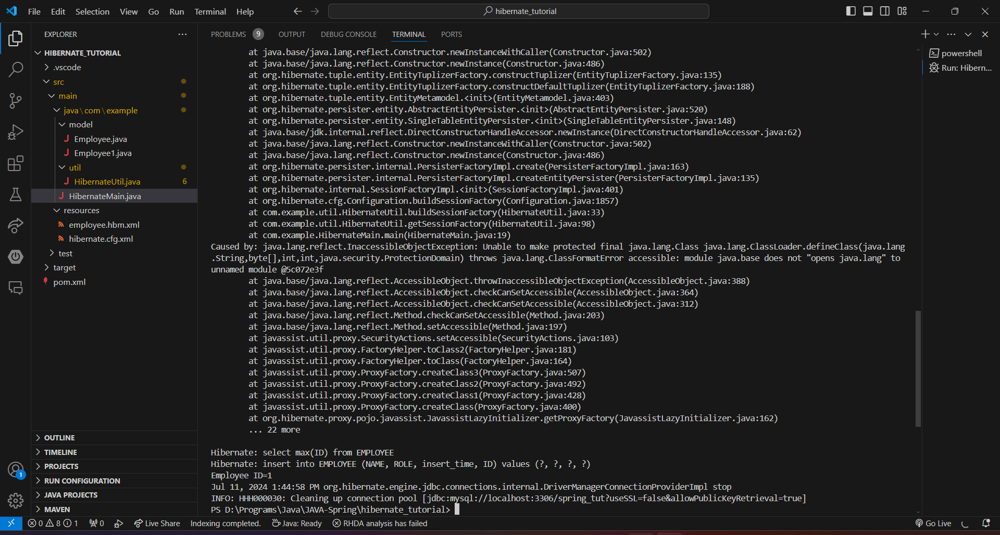 File Edit Selection View Go Run Terminal Help
hibernate_tutorial
EXPLORER
HIBERNATE_TUTORIAL
.vscode
src
main
java\com\example
model
Employee.java
Employee1.java
util
HibernateUtil.java 6
HibernateMain.java
resources
employee.hbm.xml
hibernate.cfg.xml
test
target
pom.xml
OUTLINE
TIMELINE
PROJECTS
RUN CONFIGURATION
JAVA PROJECTS
MAVEN
1
PROBLEMS 9 OUTPUT DEBUG CONSOLE TERMINAL PORTS
at java.base/java.lang.reflect.Constructor.newInstanceWithCaller(Constructor.java:502)
at java.base/java.lang.reflect.Constructor.newInstance(Constructor.java:486)
at org.hibernate.tuple.entity.EntityTuplizerFactory.constructTuplizer(EntityTuplizerFactory.java:135)
at org.hibernate.tuple.entity.EntityTuplizerFactory.constructDefaultTuplizer(EntityTuplizerFactory.java:188)
at org.hibernate.tuple.entity.EntityMetamodel.<init>(EntityMetamodel.java:403)
at org.hibernate.persister.entity.AbstractEntityPersister.<init>(AbstractEntityPersister.java:520)
at org.hibernate.persister.entity.SingleTableEntityPersister.<init>(SingleTableEntityPersister.java:148)
at java.base/jdk.internal.reflect.DirectConstructorHandleAccessor.newInstance(DirectConstructorHandleAccessor.java:62)
at java.base/java.lang.reflect.Constructor.newInstanceWithCaller(Constructor.java:502)
at java.base/java.lang.reflect.Constructor.newInstance(Constructor.java:486)
at org.hibernate.persister.internal.PersisterFactoryImpl.create(PersisterFactoryImpl.java:163)
at org.hibernate.persister.internal.PersisterFactoryImpl.createEntityPersister(PersisterFactoryImpl.java:135)
at org.hibernate.internal.SessionFactoryImpl.<init>(SessionFactoryImpl.java:401)
at org.hibernate.cfg.Configuration.buildSessionFactory(Configuration.java:1857)
at com.example.util.HibernateUtil.buildSessionFactory(HibernateUtil.java:33)
at com.example.util.HibernateUtil.getSessionFactory(HibernateUtil.java:98)
at com.example.HibernateMain.main(HibernateMain.java:19)
Caused by: java.lang.reflect.InaccessibleObjectException: Unable to make protected final java.lang.Class java.lang.ClassLoader.defineClass(java.lang
.String,byte[],int,int,java.security.ProtectionDomain) throws java.lang.ClassFormatError accessible: module java.base does not "opens java.lang" to
unnamed module @5c072e3f
at java.base/java.lang.reflect.AccessibleObject.throwInaccessibleObjectException(AccessibleObject.java:388)
at java.base/java.lang.reflect.AccessibleObject.checkCanSetAccessible(AccessibleObject.java:364)
at java.base/java.lang.reflect.AccessibleObject.checkCanSetAccessible(AccessibleObject.java:312)
at java.base/java.lang.reflect.Method.checkCanSetAccessible(Method.java:203)
at java.base/java.lang.reflect.Method.setAccessible(Method.java:197)
at javassist.util.proxy.SecurityActions.setAccessible(SecurityActions.java:103)
at javassist.util.proxy.FactoryHelper.toClass2(FactoryHelper.java:181)
at javassist.util.proxy.FactoryHelper.toClass(FactoryHelper.java:164)
at javassist.util.proxy.ProxyFactory.createClass3(ProxyFactory.java:507)
at javassist.util.proxy.ProxyFactory.createClass2(ProxyFactory.java:492)
at javassist.util.proxy.ProxyFactory.createClass1(ProxyFactory.java:428)
at javassist.util.proxy.ProxyFactory.createClass(ProxyFactory.java:400)
at org.hibernate.proxy.pojo.javassist.JavassistLazyInitializer.getProxyFactory(JavassistLazyInitializer.java:162)
... 22 more
Hibernate: select max(ID) from EMPLOYEE
Hibernate: insert into EMPLOYEE (NAME, ROLE, insert_time, ID) values (?, ?, ?, ?)
Employee ID=1
Jul 11, 2024 1:44:58 PM org.hibernate.engine.jdbc.connections.internal.DriverManagerConnectionProviderImpl stop
INFO: HHH000030: Cleaning up connection pool [jdbc:mysql://localhost:3306/spring_tut?useSSL=false&allowPublicKeyRetrieval=true]
PS D:\Programs\Java\JAVA-Spring\hibernate_tutorial>
powershell
Run: Hibern...
0 8 1 0 Live Share Indexing completed. Java: Ready RHDA analysis has failed Go Live